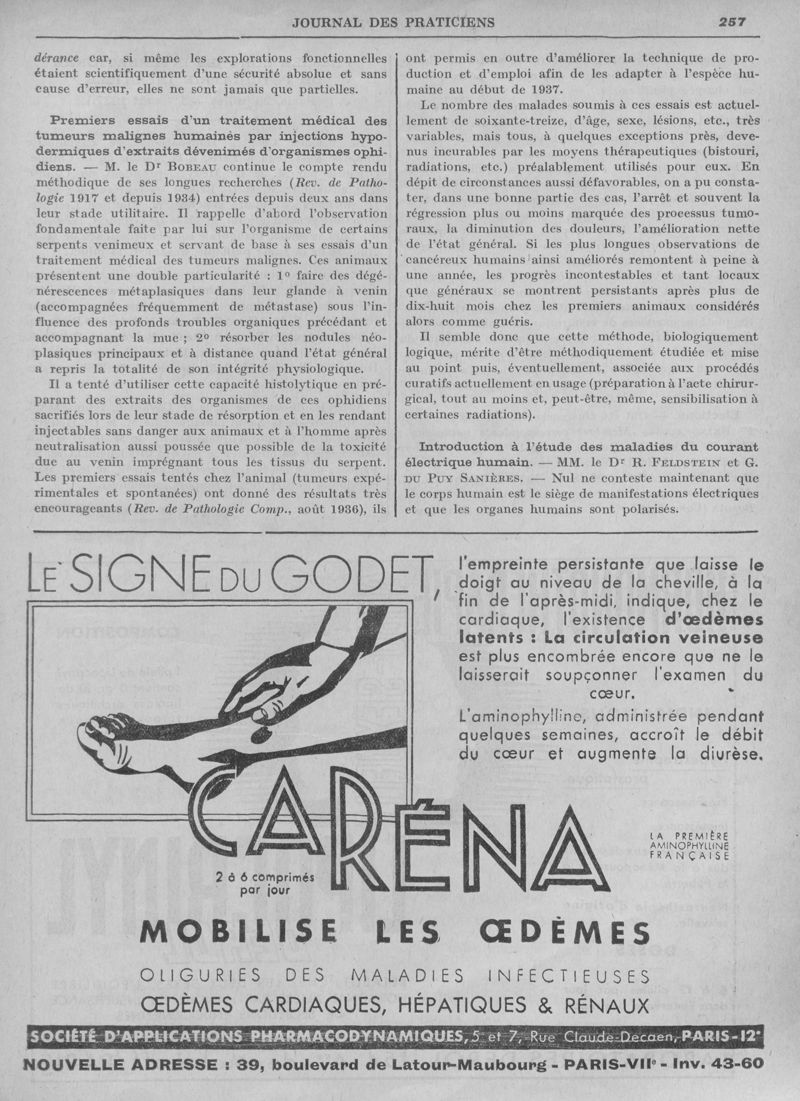 JOURNAL DES PRATICIENS 257
dérance car, si même les explorations fonctionnelles
étaient scientifiquement d'une sécurité absolue et sans
cause d'erreur, elles ne sont jamais que partielles.
Premiers essais d'un traitement médical des
tumeurs malignes humaines par injections hypo-
dermiques d'extraits dévenimés d'organismes ophi-
diens. — M. le Dr BOBEAU continue le compte rendu
méthodique de ses longues recherches (Rev. de Patho-
logie 1917 et depuis 1934) entrées depuis deux ans dans
leur stade utilitaire. Il rappelle d'abord l'observation
fondamentale faite par lui sur l'organisme de certains
serpents venimeux et servant de base à ses essais d'un
traitement médical des tumeurs malignes. Ces animaux
présentent une double particularité : 1º faire des dégé-
nérescences métaplasiques dans leur glande à venin
(accompagnées fréquemment de métastase) sous l'in-
fluence des profonds troubles organiques précédant et
accompagnant la mue ; 2º résorber les nodules néo-
plasiques principaux et à distance quand l'état général
a repris la totalité de son intégrité physiologique.
Il a tenté d'utiliser cette capacité histolytique en pré-
parant des extraits des organismes de ces ophidiens
sacrifiés lors de leur stade de résorption et en les rendant
injectables sans danger aux animaux et à l'homme après
neutralisation aussi poussée que possible de la toxicité
due au venin imprégnant tous les tissus du serpent.
Les premiers essais tentés chez l'animal (tumeurs expé-
rimentales et spontanées) ont donné des résultats très
encourageants (Rev. de Pathologie Comp., août 1936), ils
ont permis en outre d'améliorer la technique de pro-
duction et d'emploi afin de les adapter à l'espèce hu-
maine au début de 1937.
Le nombre des malades soumis à ces essais est actuel-
lement de soixante-treize, d'âge, sexe, lésions, etc., très
variables, mais tous, à quelques exceptions près, deve-
nus incurables par les moyens thérapeutiques (bistouri,
radiations, etc.) préalablement utilisés pour eux. En
dépit de circonstances aussi défavorables, on a pu consta-
ter, dans une bonne partie des cas, l'arrêt et souvent la
régression plus ou moins marquée des processus tumo-
raux, la diminution des douleurs, l'amélioration nette
de l'état général. Si les plus longues observations de
cancéreux humains ainsi améliorés remontent à peine à
une année, les progrès incontestables et tant locaux
que généraux se montrent persistants après plus de
dix-huit mois chez les premiers animaux considérés
alors comme guéris.
Il semble donc que cette méthode, biologiquement
logique, mérite d'être méthodiquement étudiée et mise
au point puis, éventuellement, associée aux procédés
curatifs actuellement en usage (préparation à l'acte chirur-
gical, tout au moins et, peut-être, même, sensibilisation à
certaines radiations).
Introduction à l'étude des maladies du courant
électrique humain. — MM. le Dr R. FELDSTEIN et G.
DU PUY SANIÈRES. — Nul ne conteste maintenant que
le corps humain est le siège de manifestations électriques
et que les organes humains sont polarisés.
LE SIGNE DU GODET,
l'empreinte persistante que laisse le
doigt au niveau de la cheville, à la
fin de l'après-midi, indique, chez le
cardiaque, l'existence d'œdèmes
latents : La circulation veineuse
est plus encombrée encore que ne le
laisserait soupçonner l'examen du
cœur.
L'aminophylline, administrée pendant
quelques semaines, accroît le débit
du cœur et augmente la diurèse.
CARÉNA
LA PREMIÈRE
AMINOPHYLLINE
FRANÇAISE
2 à 6 comprimés
par jour
MOBILISE LES ŒDÈMES
OLIGURIES DES MALADIES INFECTIEUSES
ŒDÈMES CARDIAQUES, HÉPATIQUES & RÉNAUX
SOCIÉTÉ D'APPLICATIONS PHARMACODYNAMIQUES, 5 et 7, Rue Claude-Decaen, PARIS-12e
NOUVELLE ADRESSE : 39, boulevard de Latour-Maubourg - PARIS-VIIe - Inv. 43-60